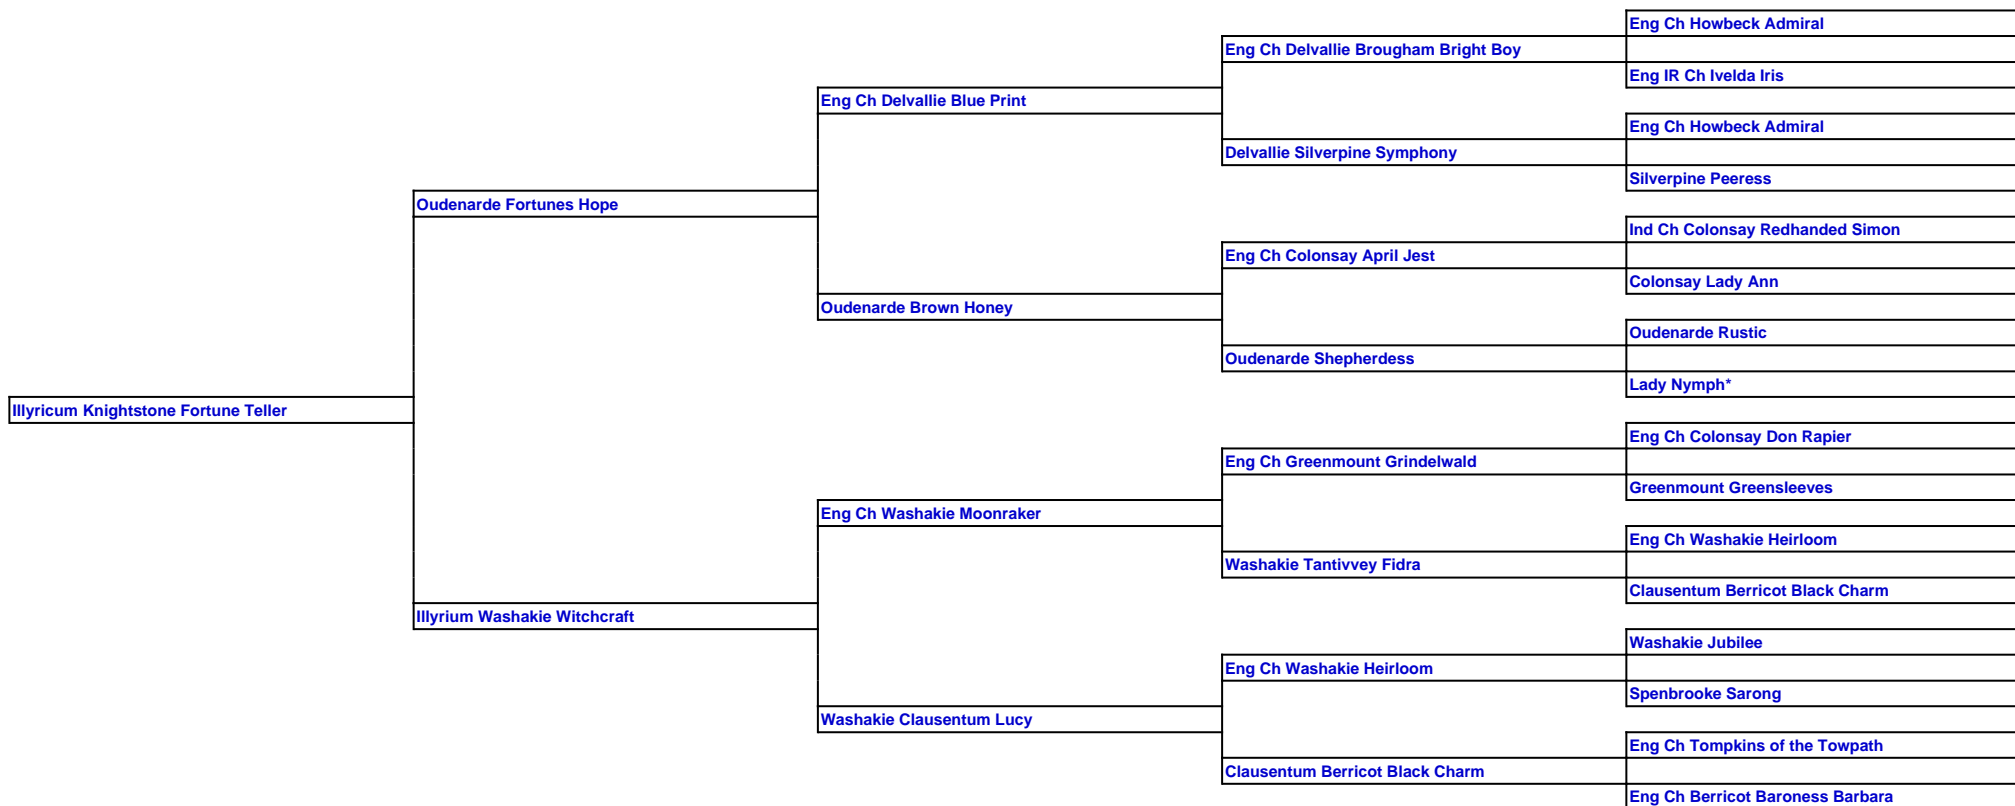 Eng Ch Howbeck Admiral
Eng Ch Delvallie Brougham Bright Boy
Eng IR Ch Ivelda Iris
Eng Ch Delvallie Blue Print
Eng Ch Howbeck Admiral
Delvallie Silverpine Symphony
Silverpine Peeress
Oudenarde Fortunes Hope
Ind Ch Colonsay Redhanded Simon
Eng Ch Colonsay April Jest
Colonsay Lady Ann
Oudenarde Brown Honey
Oudenarde Rustic
Oudenarde Shepherdess
Lady Nymph*
Illyricum Knightstone Fortune Teller
Eng Ch Colonsay Don Rapier
Eng Ch Greenmount Grindelwald
Greenmount Greensleeves
Eng Ch Washakie Moonraker
Eng Ch Washakie Heirloom
Washakie Tantivvey Fidra
Clausentum Berricot Black Charm
Illyrium Washakie Witchcraft
Washakie Jubilee
Eng Ch Washakie Heirloom
Spenbrooke Sarong
Washakie Clausentum Lucy
Eng Ch Tompkins of the Towpath
Clausentum Berricot Black Charm
Eng Ch Berricot Baroness Barbara